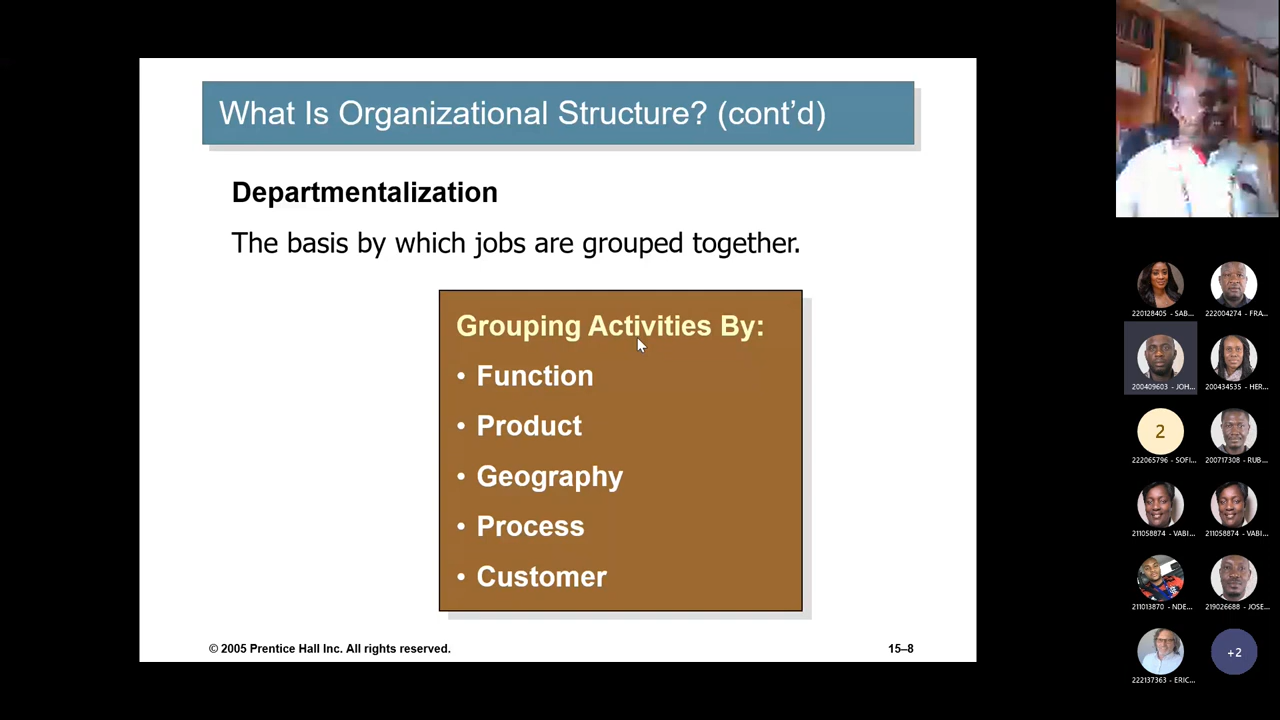 What Is Organizational Structure? (cont’d)
Departmentalization
The basis by which jobs are grouped together.
Grouping Activities By:
• Function
• Product
• Geography
• Process
• Customer
© 2005 Prentice Hall Inc. All rights reserved.
15–8
220128405 - SAB...
222004274 - FRA...
200409603 - JOH...
200434535 - HER...
2
222065796 - SOFI...
200717308 - RUB...
211058874 - VABI...
211058874 - VABI...
211013870 - NDE...
219026688 - JOSE...
222137363 - ERIC...
+2